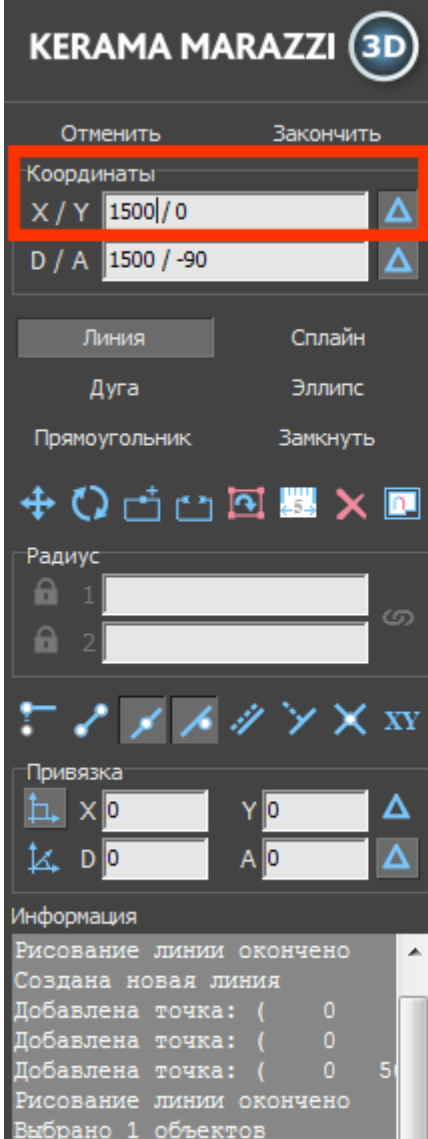 KERAMA MARAZZI 3D
Отменить Закончить
Координаты
X / Y 1500 / 0
D / A 1500 / -90
Линия Сплайн
Дуга Эллипс
Прямоугольник Замкнуть
5
Радиус
1
2
XY
Привязка
X 0 Y 0
D 0 A 0
Информация
Рисование линии окончено
Создана новая линия
Добавлена точка: ( 0
Добавлена точка: ( 0
Добавлена точка: ( 0 5
Рисование линии окончено
Выбрано 1 объектов